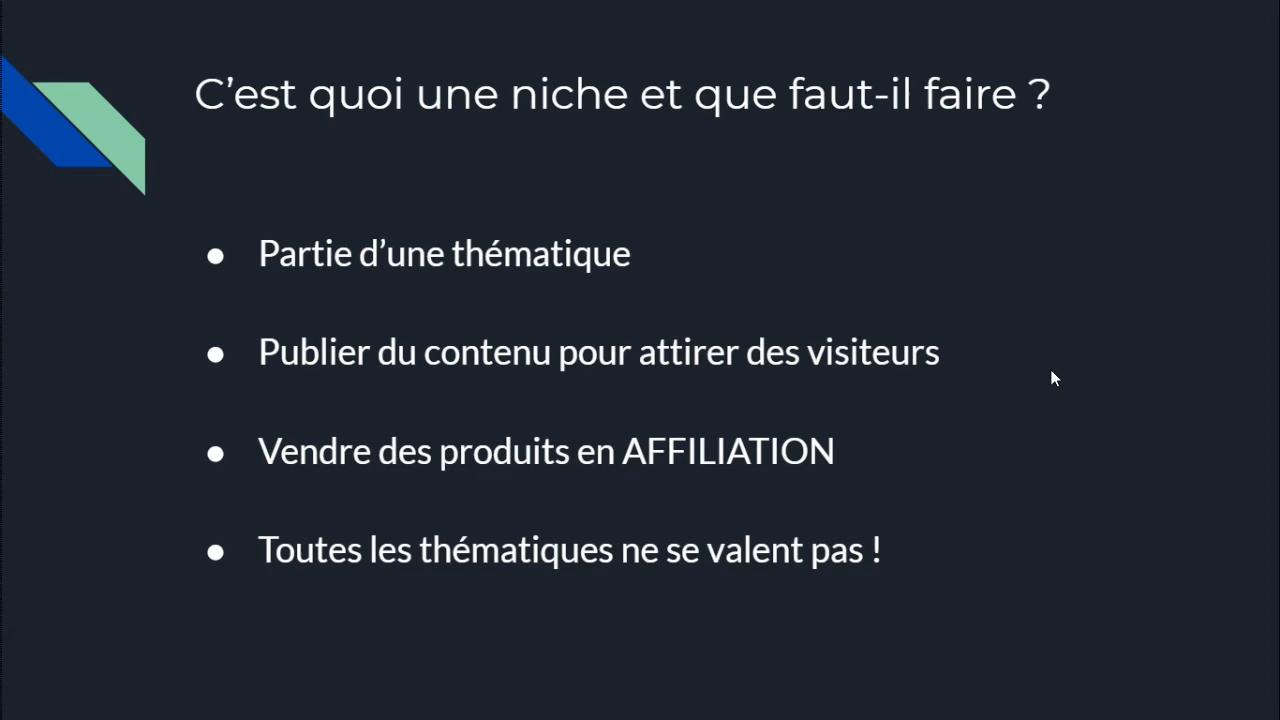 C’est quoi une niche et que faut-il faire ?
● Partie d’une thématique
● Publier du contenu pour attirer des visiteurs
● Vendre des produits en AFFILIATION
● Toutes les thématiques ne se valent pas !